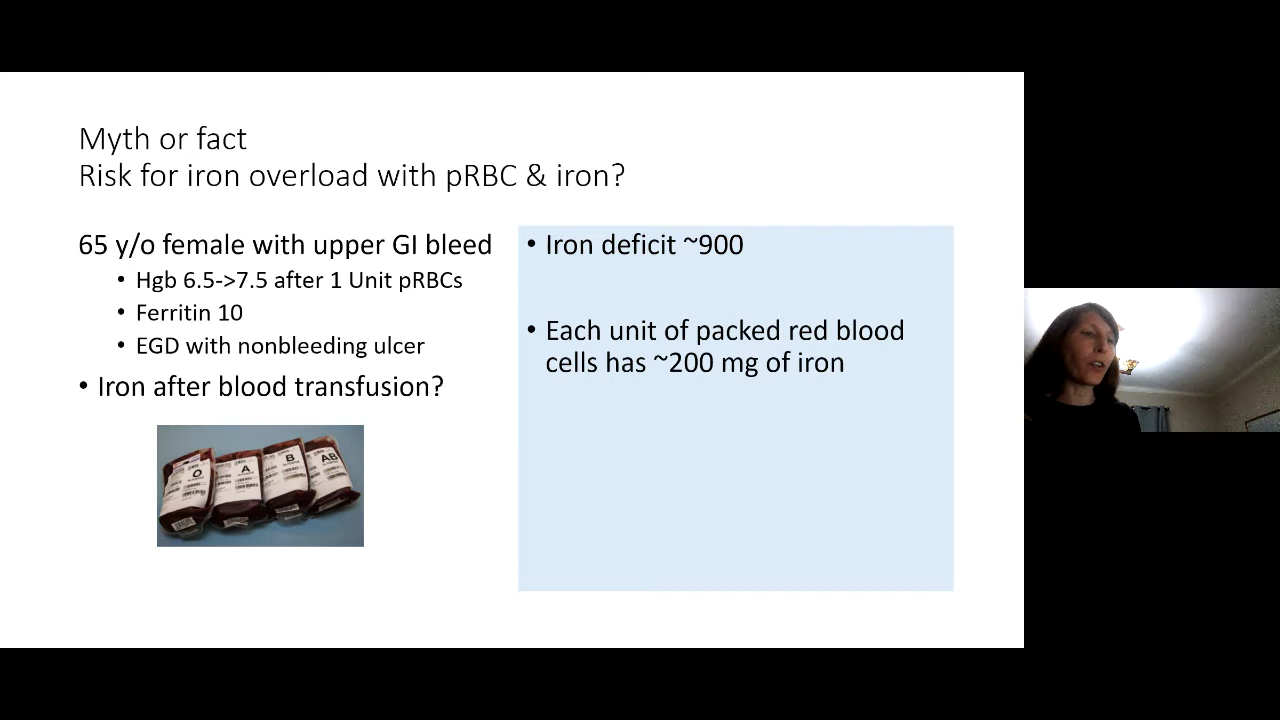 Myth or fact
Risk for iron overload with pRBC & iron?
65 y/o female with upper GI bleed
• Hgb 6.5->7.5 after 1 Unit pRBCs
• Ferritin 10
• EGD with nonbleeding ulcer
• Iron after blood transfusion?
O
A
B
AB
• Iron deficit ~900
• Each unit of packed red blood
cells has ~200 mg of iron